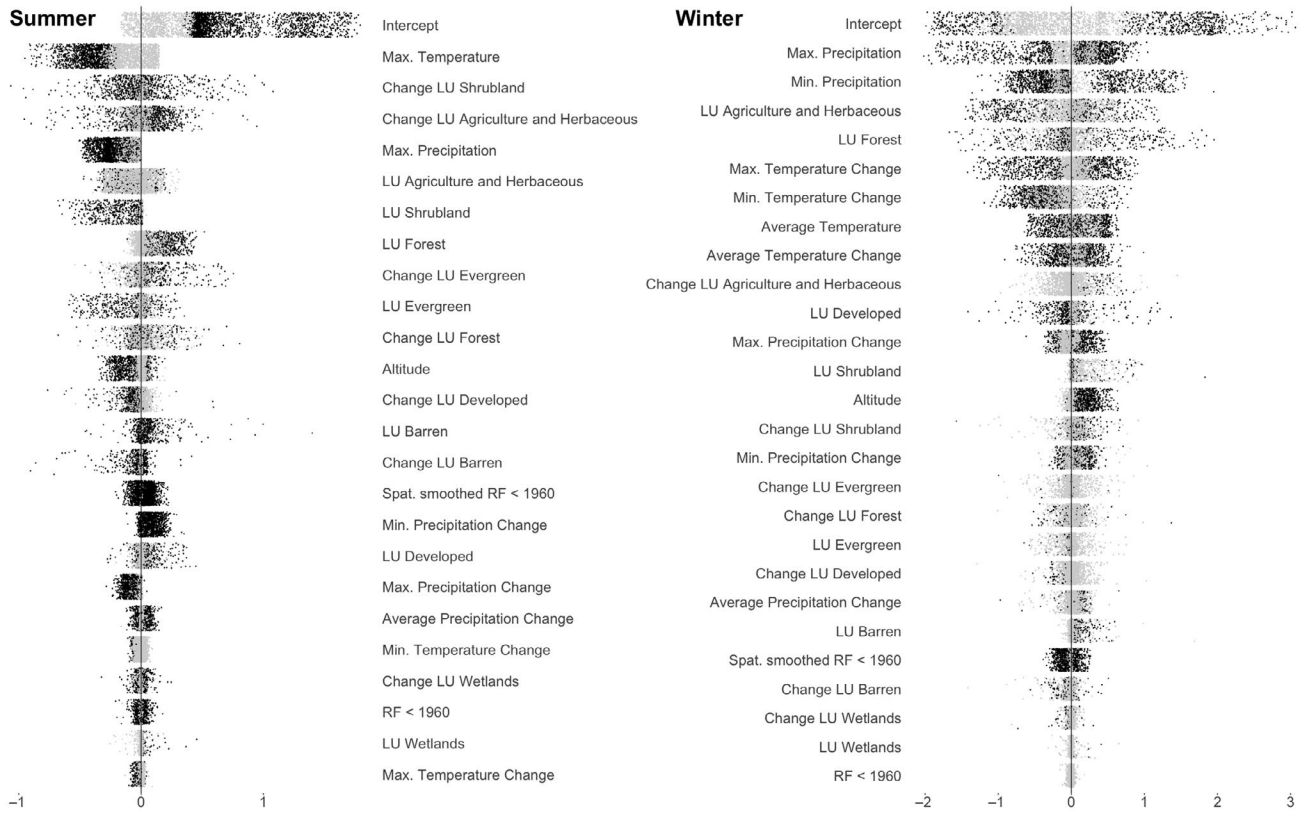 Summer
Intercept
Max. Temperature
Change LU Shrubland
Change LU Agriculture and Herbaceous
Max. Precipitation
LU Agriculture and Herbaceous
LU Shrubland
LU Forest
Change LU Evergreen
LU Evergreen
Change LU Forest
Altitude
Change LU Developed
LU Barren
Change LU Barren
Spat. smoothed RF < 1960
Min. Precipitation Change
LU Developed
Max. Precipitation Change
Average Precipitation Change
Min. Temperature Change
Change LU Wetlands
RF < 1960
LU Wetlands
Max. Temperature Change
−1 0 1
Winter
Intercept
Max. Precipitation
Min. Precipitation
LU Agriculture and Herbaceous
LU Forest
Max. Temperature Change
Min. Temperature Change
Average Temperature
Average Temperature Change
Change LU Agriculture and Herbaceous
LU Developed
Max. Precipitation Change
LU Shrubland
Altitude
Change LU Shrubland
Min. Precipitation Change
Change LU Evergreen
Change LU Forest
LU Evergreen
Change LU Developed
Average Precipitation Change
LU Barren
Spat. smoothed RF < 1960
Change LU Barren
Change LU Wetlands
LU Wetlands
RF < 1960
−2 −1 0 1 2 3